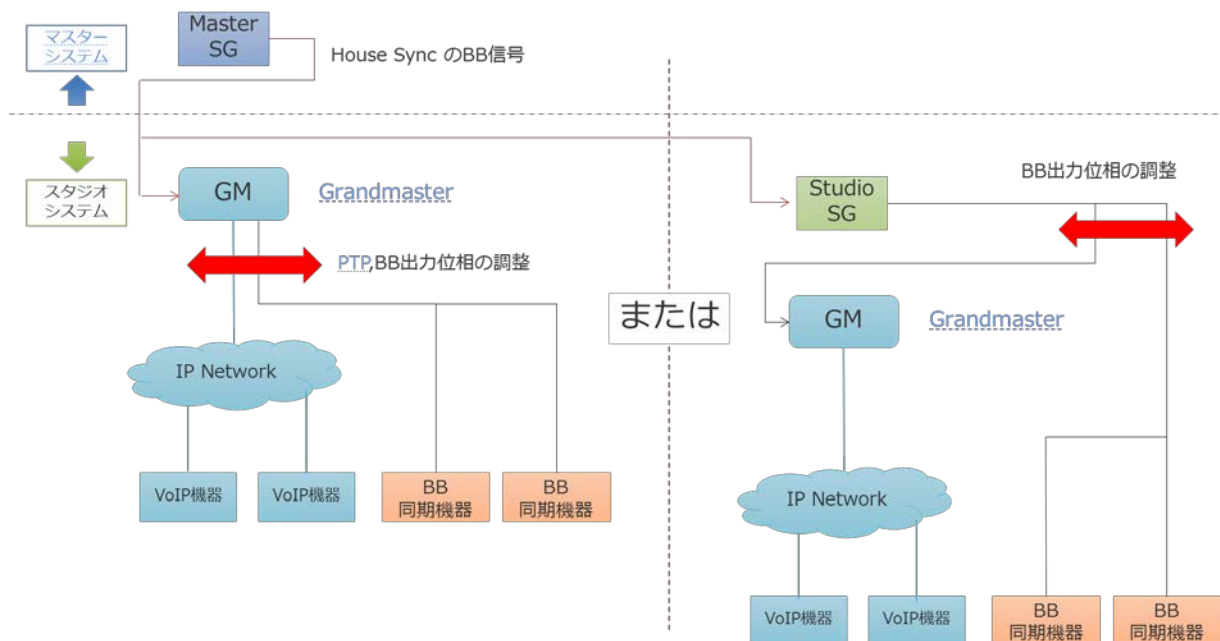 マスター
システム
Master
SG
House Sync のBB信号
スタジオ
システム
GM
Grandmaster
PTP,BB出力位相の調整
IP Network
VoIP機器
VoIP機器
BB
同期機器
BB
同期機器
または
Studio
SG
BB出力位相の調整
GM
Grandmaster
IP Network
VoIP機器
VoIP機器
BB
同期機器
BB
同期機器